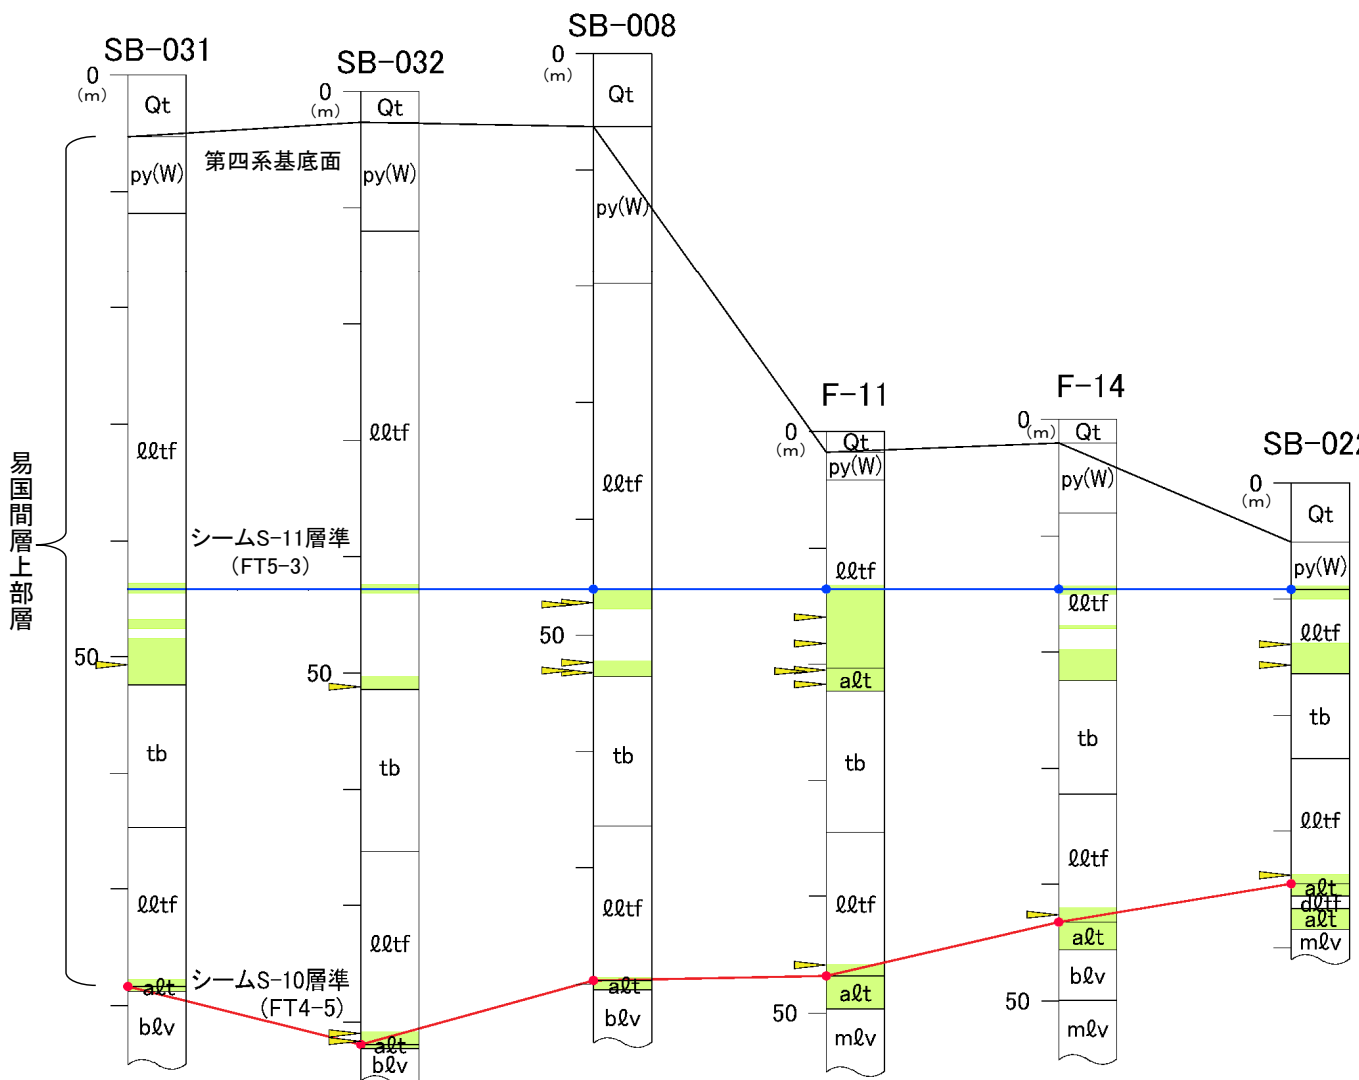 SB-031
0
(m)
Qt
py(W)
ℓℓtf
50
tb
ℓℓtf
aℓt
bℓv
易国間層上部層
第四系基底面
シームS-11層準
(FT5-3)
シームS-10層準
(FT4-5)
SB-032
0
(m)
Qt
py(W)
ℓℓtf
50
tb
ℓℓtf
aℓt
bℓv
SB-008
0
(m)
Qt
py(W)
ℓℓtf
50
tb
ℓℓtf
aℓt
bℓv
F-11
0
(m)
Qt
py(W)
ℓℓtf
aℓt
tb
ℓℓtf
aℓt
50
mℓv
F-14
0
(m)
Qt
py(W)
ℓℓtf
tb
ℓℓtf
aℓt
bℓv
50
mℓv
SB-022
0
(m)
Qt
py(W)
ℓℓtf
tb
ℓℓtf
aℓt
dℓtf
aℓt
mℓv